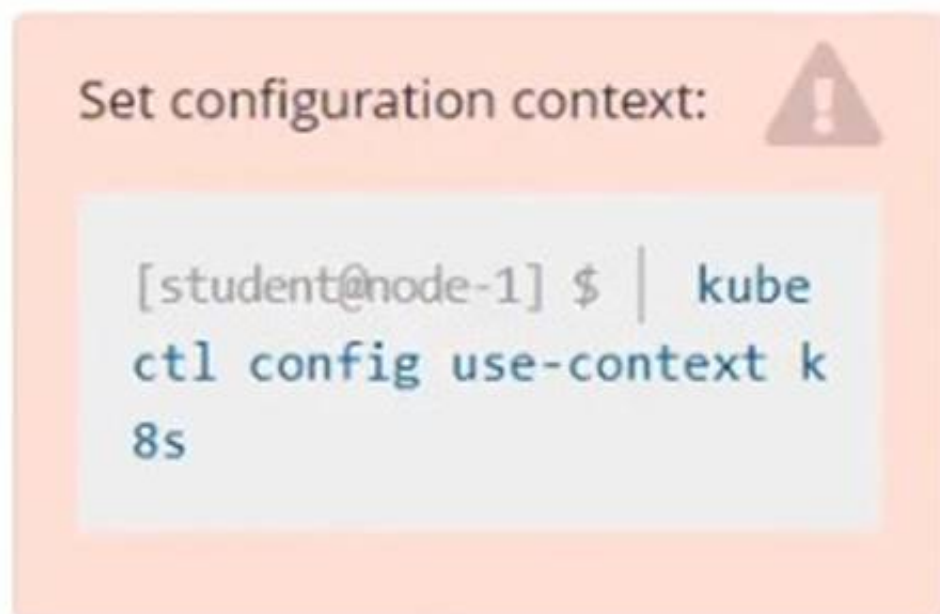 Set configuration context:
[student@node-1] $ | kube
ctl config use-context k
8s